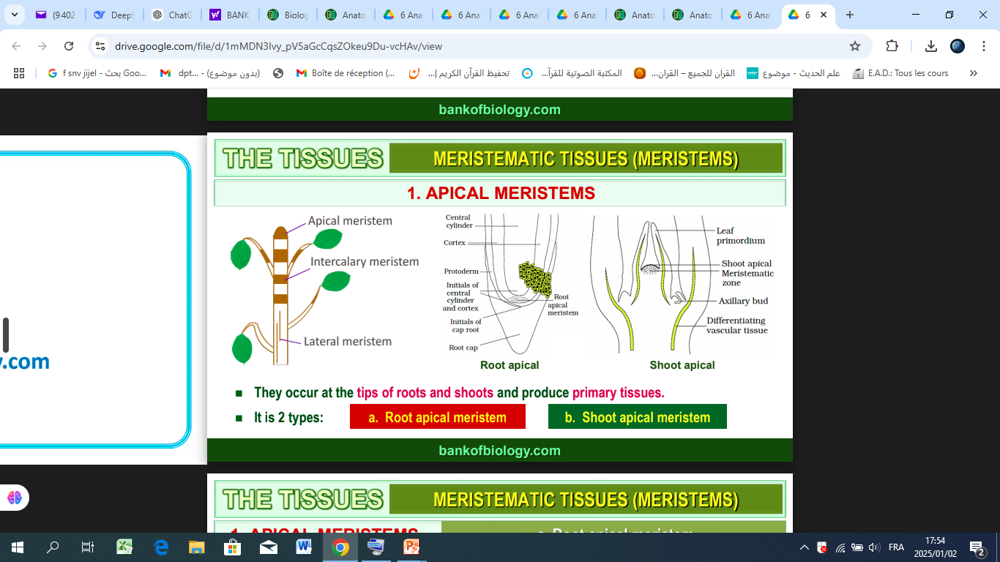 (9 402
DeepS
ChatG
BANK
Biolog
Anato
6 Ana
6 Ana
6 Ana
6 Ana
Anato
Anato
6 Ana
6
drive.google.com/file/d/1mMDN3lvy_pV5aGcCqsZOkeu9Du-vcHAv/view
f snv jijel - بحث Goo...
dpt... - (بدون موضوع)
Boîte de réception (...
تحفيظ القرآن الكريم |...
المكتبة الصوتية للقرآ...
القران للجميع – القران...
علم الحديث - موضوع
E.A.D.: Tous les cours
bankofbiology.com
THE TISSUES
MERISTEMATIC TISSUES (MERISTEMS)
1. APICAL MERISTEMS
Apical meristem
Intercalary meristem
Lateral meristem
Central
cylinder
Cortex
Protoderm
Initials of
central
cylinder
and cortex
Initials of
cap root
Root cap
Root
apical
meristem
Root apical
Leaf
primordium
Shoot apical
Meristematic
zone
Axillary bud
Differentiating
vascular tissue
Shoot apical
y.com
They occur at the tips of roots and shoots and produce primary tissues.
It is 2 types:
a. Root apical meristem
b. Shoot apical meristem
bankofbiology.com
THE TISSUES
MERISTEMATIC TISSUES (MERISTEMS)
1. APICAL MERISTEMS
a. Root apical meristem
FRA
17:54
2025/01/02
2